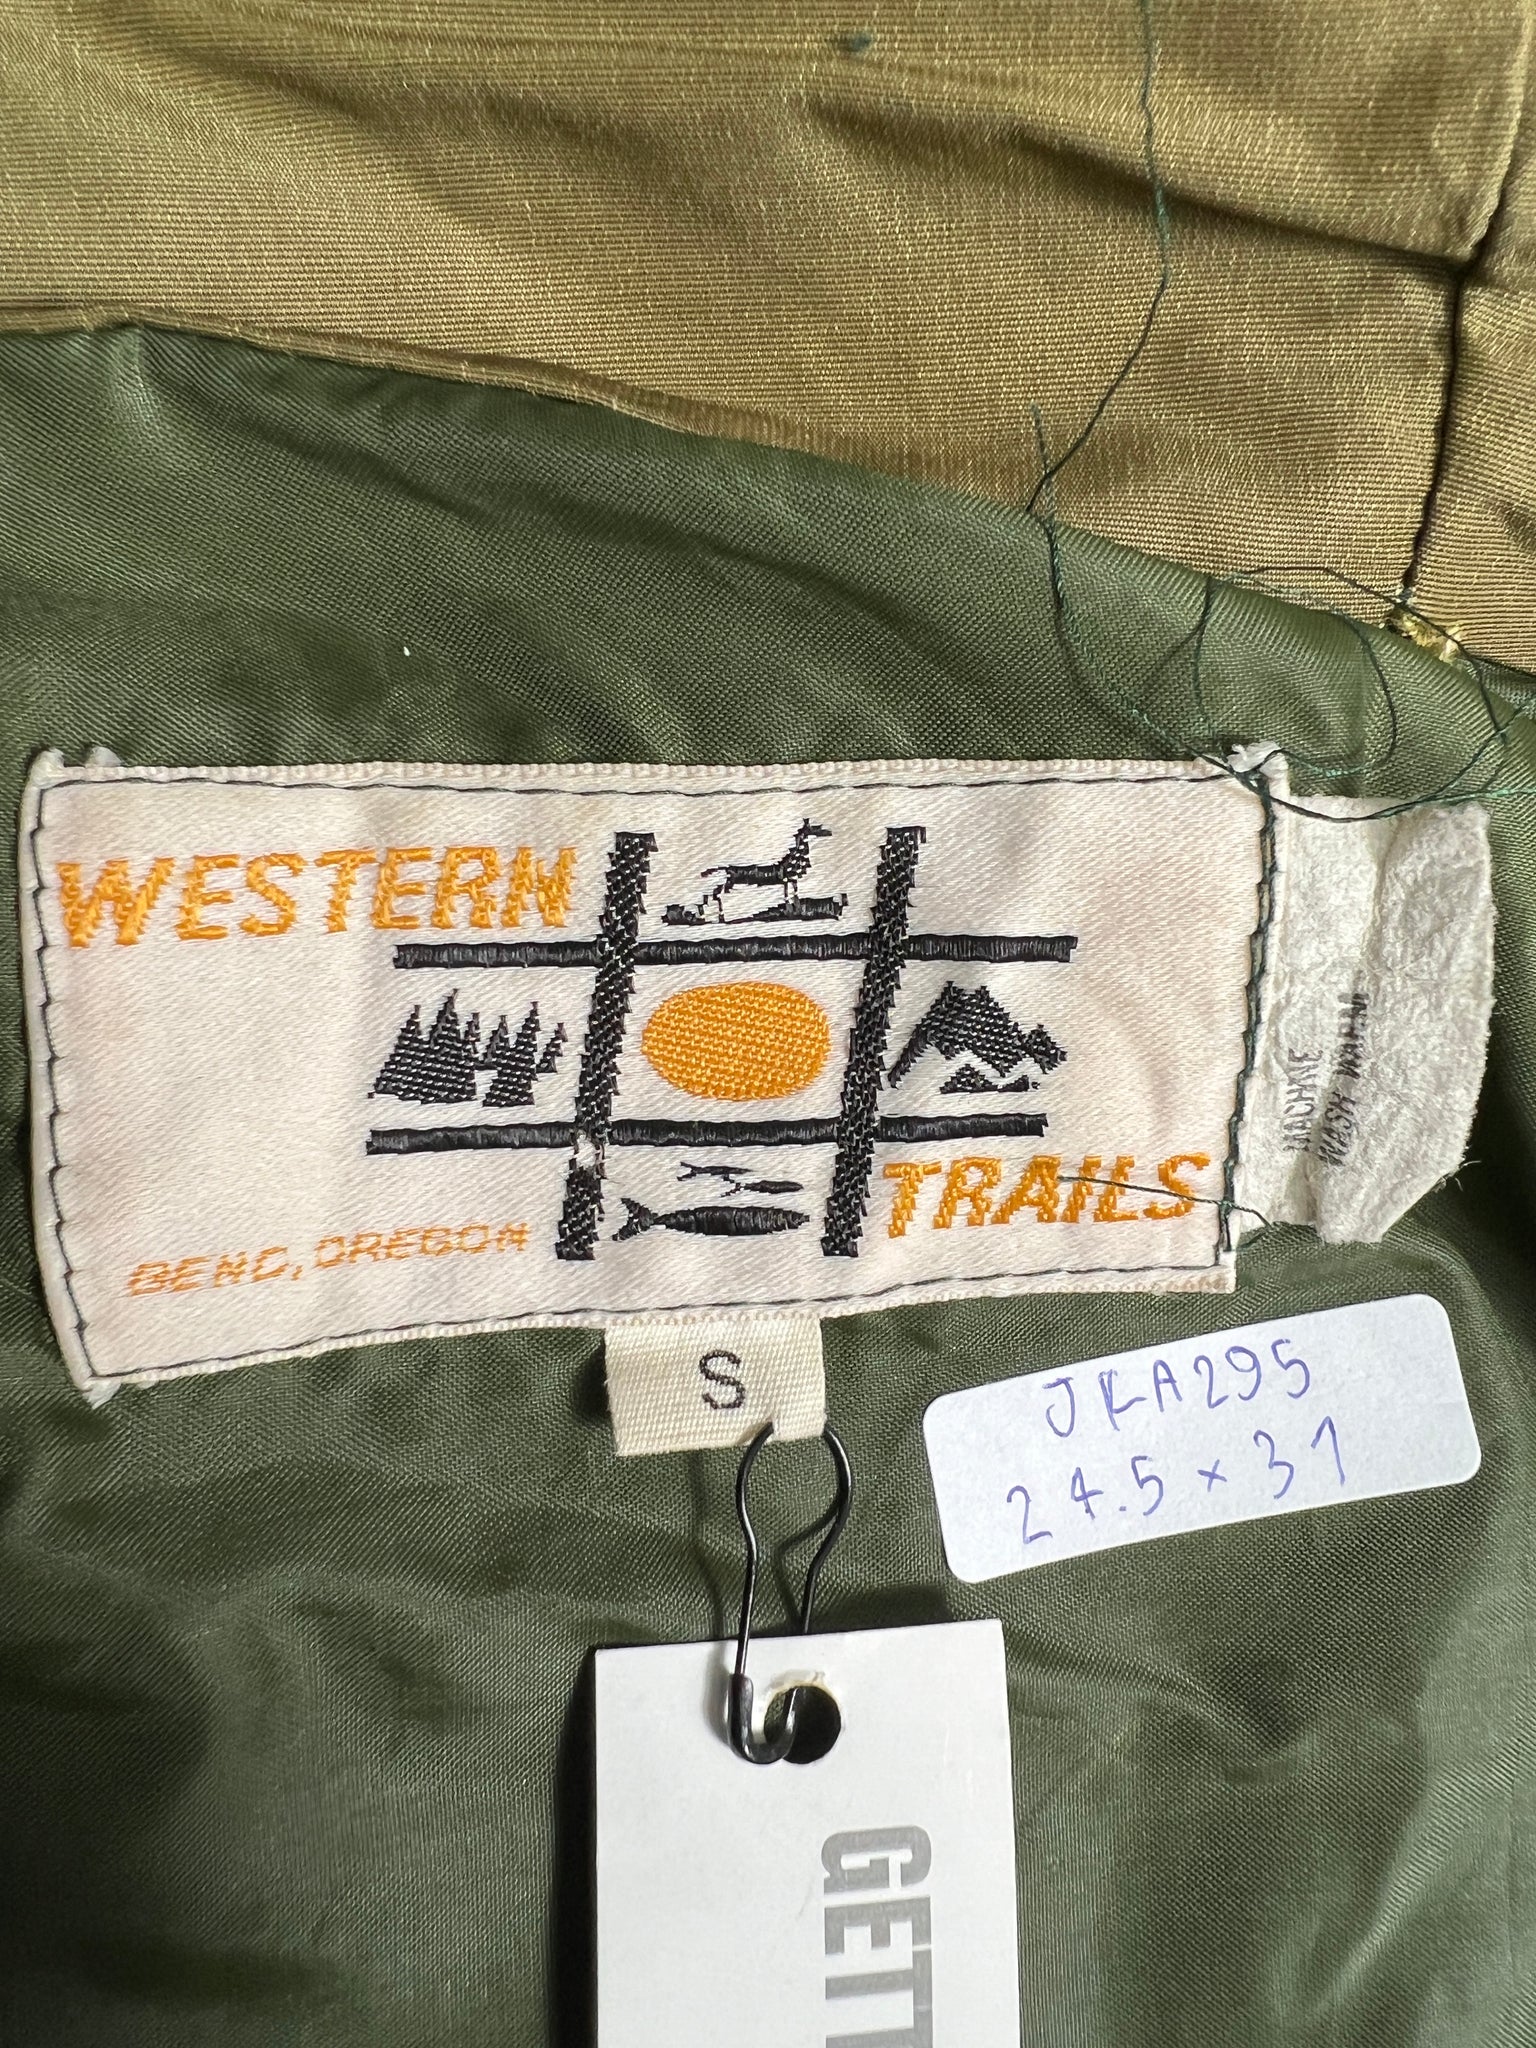 WESTERN
TRAILS
BEND, OREGON
MACHINE
WASH WARM
S
JKA295
24.5 x 31
GETT